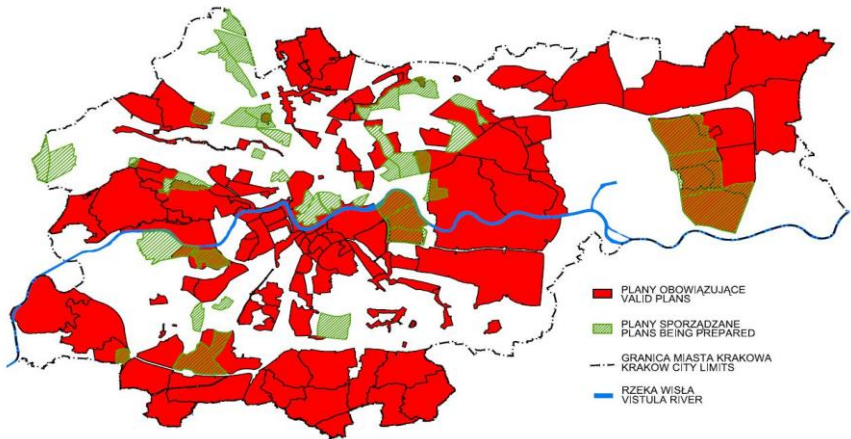 PLANY OBOWIĄZUJĄCE
VALID PLANS
PLANY SPORZĄDZANE
PLANS BEING PREPARED
GRANICA MIASTA KRAKOWA
KRAKOW CITY LIMITS
RZEKA WISŁA
VISTULA RIVER